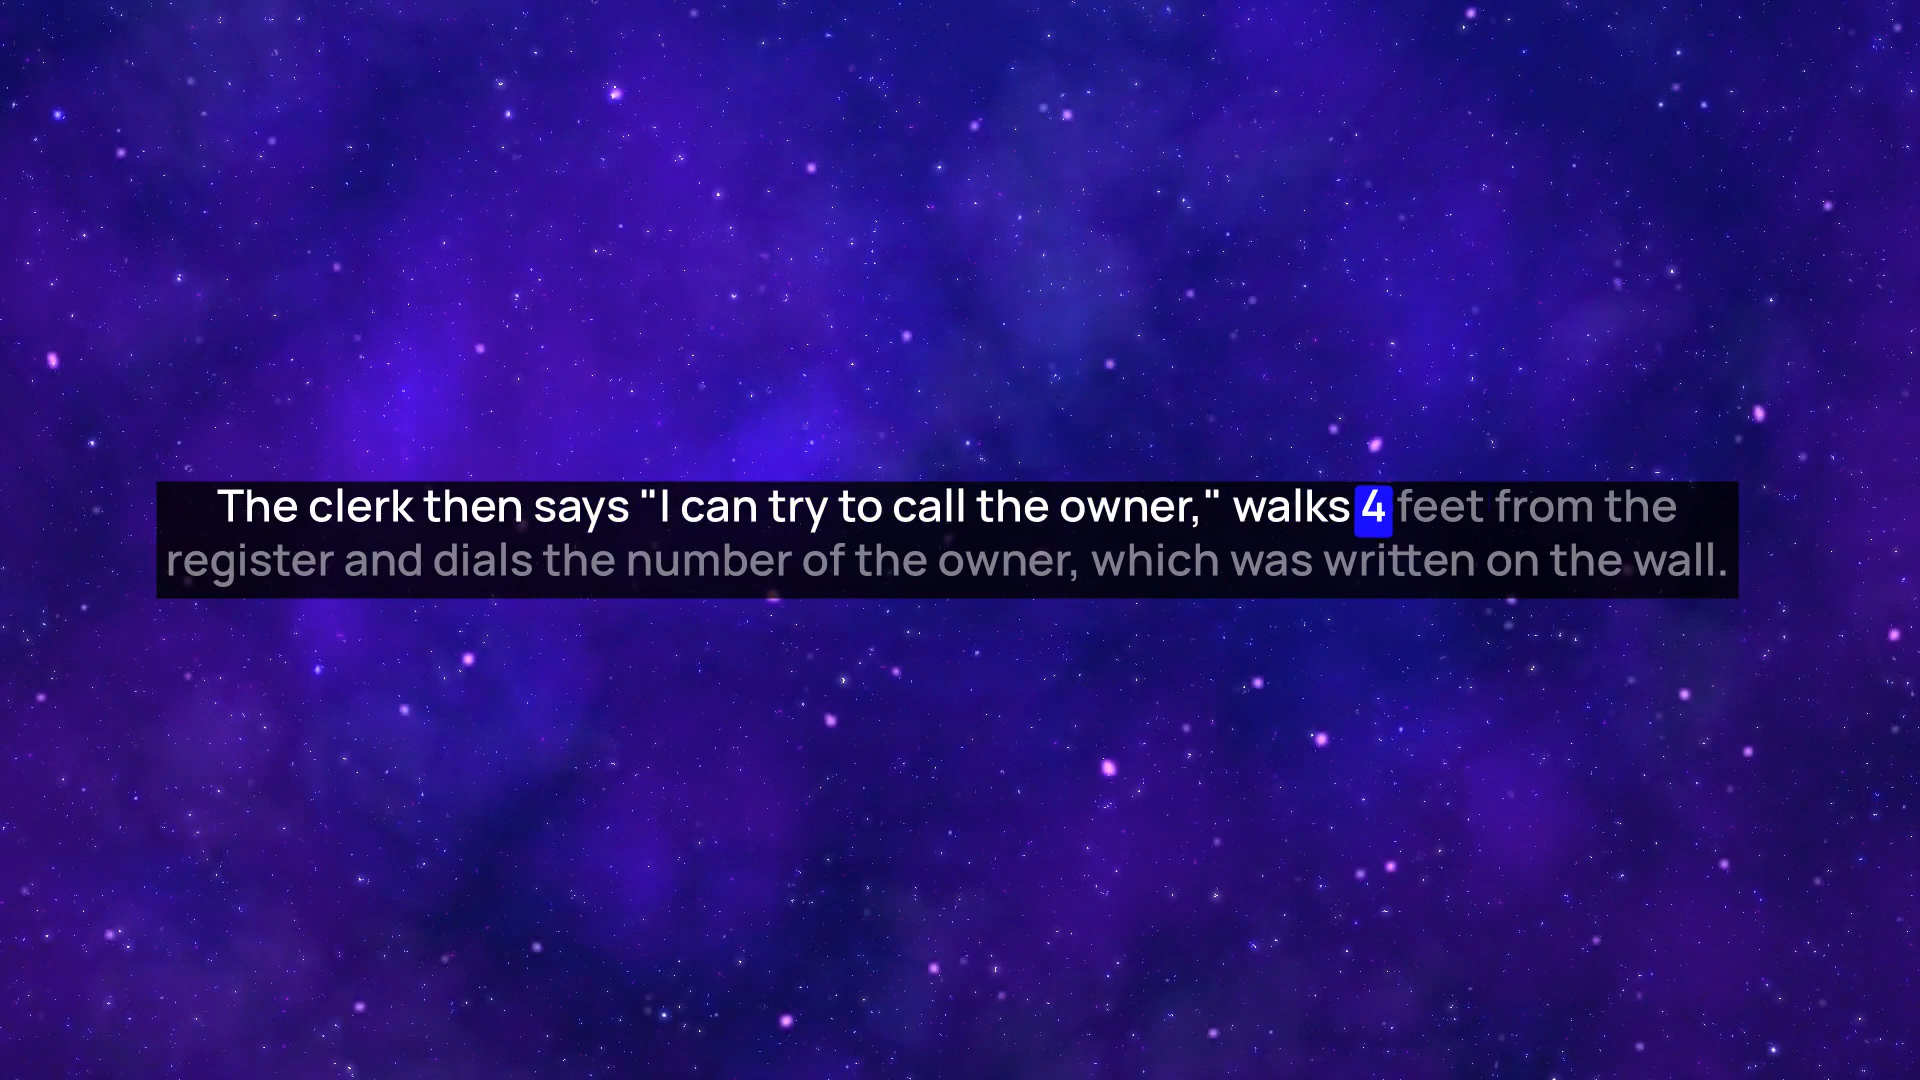 The clerk then says "I can try to call the owner," walks 4 feet from the
register and dials the number of the owner, which was written on the wall.